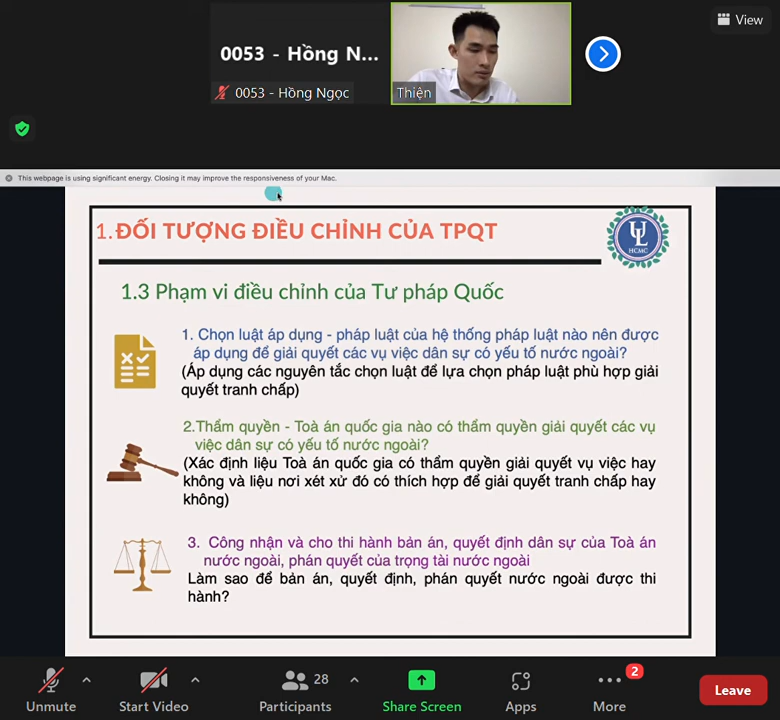 View
0053 - Hồng N...
0053 - Hồng Ngọc
Thiện
This webpage is using significant energy. Closing it may improve the responsiveness of your Mac.
1.ĐỐI TƯỢNG ĐIỀU CHỈNH CỦA TPQT
UL
HCMC
1.3 Phạm vi điều chỉnh của Tư pháp Quốc
1. Chọn luật áp dụng - pháp luật của hệ thống pháp luật nào nên được
áp dụng để giải quyết các vụ việc dân sự có yếu tố nước ngoài?
(Áp dụng các nguyên tắc chọn luật để lựa chọn pháp luật phù hợp giải
quyết tranh chấp)
2.Thẩm quyền - Toà án quốc gia nào có thẩm quyền giải quyết các vụ
việc dân sự có yếu tố nước ngoài?
(Xác định liệu Toà án quốc gia có thẩm quyền giải quyết vụ việc hay
không và liệu nơi xét xử đó có thích hợp để giải quyết tranh chấp hay
không)
3. Công nhận và cho thi hành bản án, quyết định dân sự của Toà án
nước ngoài, phán quyết của trọng tài nước ngoài
Làm sao để bản án, quyết định, phán quyết nước ngoài được thi
hành?
Unmute
Start Video
28
Participants
Share Screen
Apps
2
More
Leave